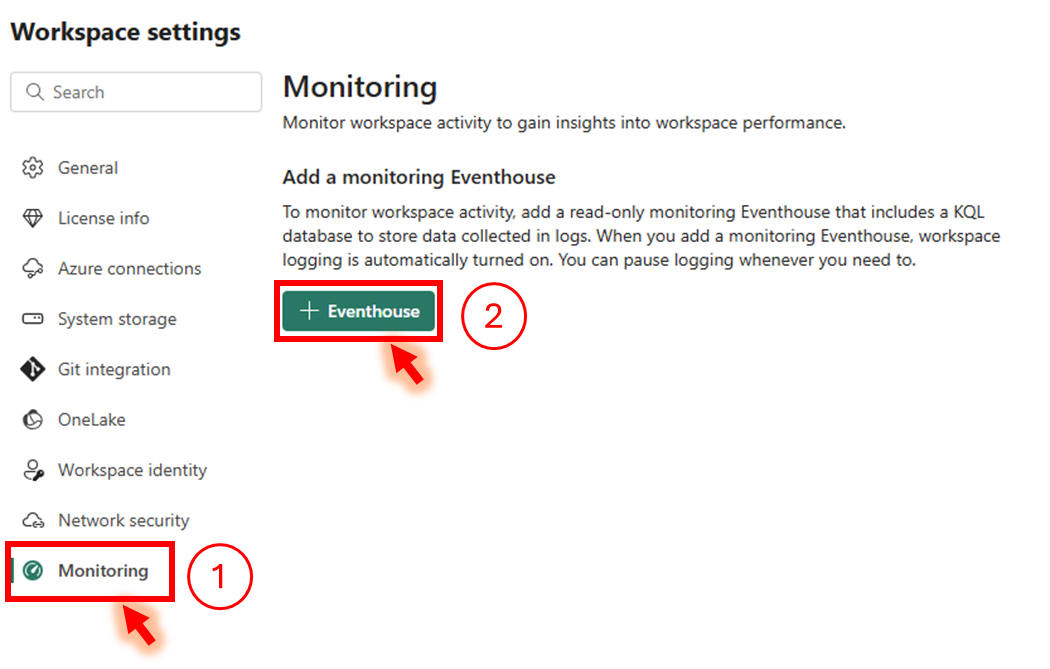 Workspace settings
Search
General
License info
Azure connections
System storage
Git integration
OneLake
Workspace identity
Network security
Monitoring
1
Monitoring
Monitor workspace activity to gain insights into workspace performance.
Add a monitoring Eventhouse
To monitor workspace activity, add a read-only monitoring Eventhouse that includes a KQL
database to store data collected in logs. When you add a monitoring Eventhouse, workspace
logging is automatically turned on. You can pause logging whenever you need to.
+ Eventhouse
2